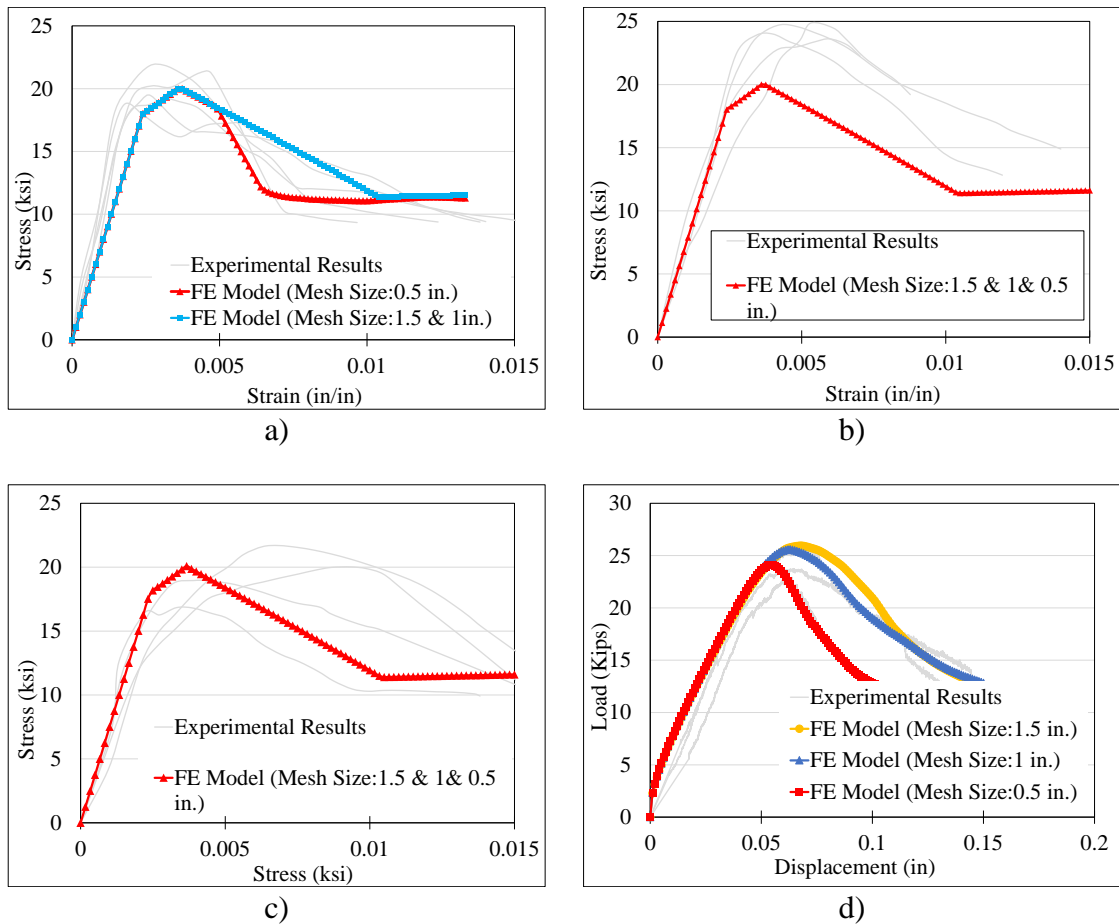 25
20
15
10
5
0
Stress (ksi)
Experimental Results
FE Model (Mesh Size:0.5 in.)
FE Model (Mesh Size:1.5 & 1in.)
0 0.005 0.01 0.015
Strain (in/in)
a)
25
20
15
10
5
0
Stress (ksi)
Experimental Results
FE Model (Mesh Size:1.5 & 1& 0.5
in.)
0 0.005 0.01 0.015
Strain (in/in)
b)
25
20
15
10
5
0
Stress (ksi)
Experimental Results
FE Model (Mesh Size:1.5 & 1& 0.5
in.)
0 0.005 0.01 0.015
Stress (ksi)
c)
30
25
20
15
10
5
0
Load (Kips)
Experimental Results
FE Model (Mesh Size:1.5 in.)
FE Model (Mesh Size:1 in.)
FE Model (Mesh Size:0.5 in.)
0 0.05 0.1 0.15 0.2
Displacement (in)
d)